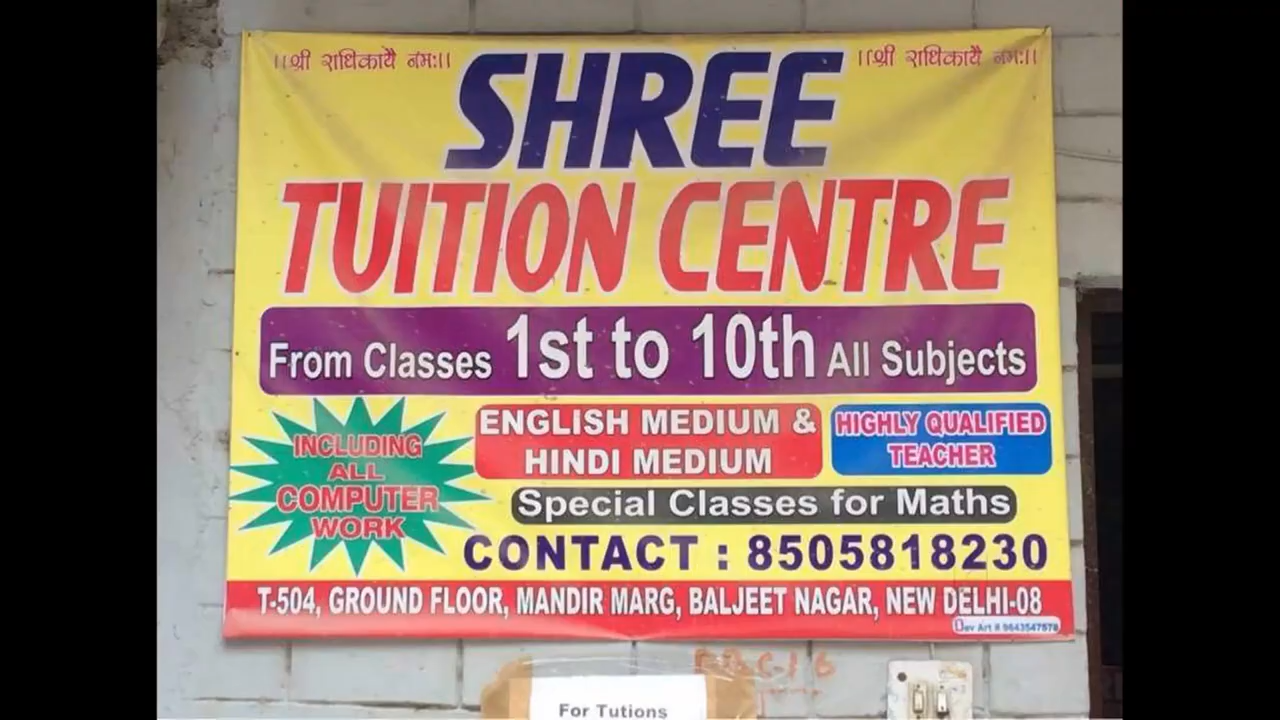 ।।श्री राधिकायै नमः।। ।।श्री राधिकायै नमः।।
SHREE
TUITION CENTRE
From Classes 1st to 10th All Subjects
INCLUDING
ALL
COMPUTER
WORK
ENGLISH MEDIUM &
HINDI MEDIUM
HIGHLY QUALIFIED
TEACHER
Special Classes for Maths
CONTACT : 8505818230
T-504, GROUND FLOOR, MANDIR MARG, BALJEET NAGAR, NEW DELHI-08
Dev Art # 9643547578
For Tutions